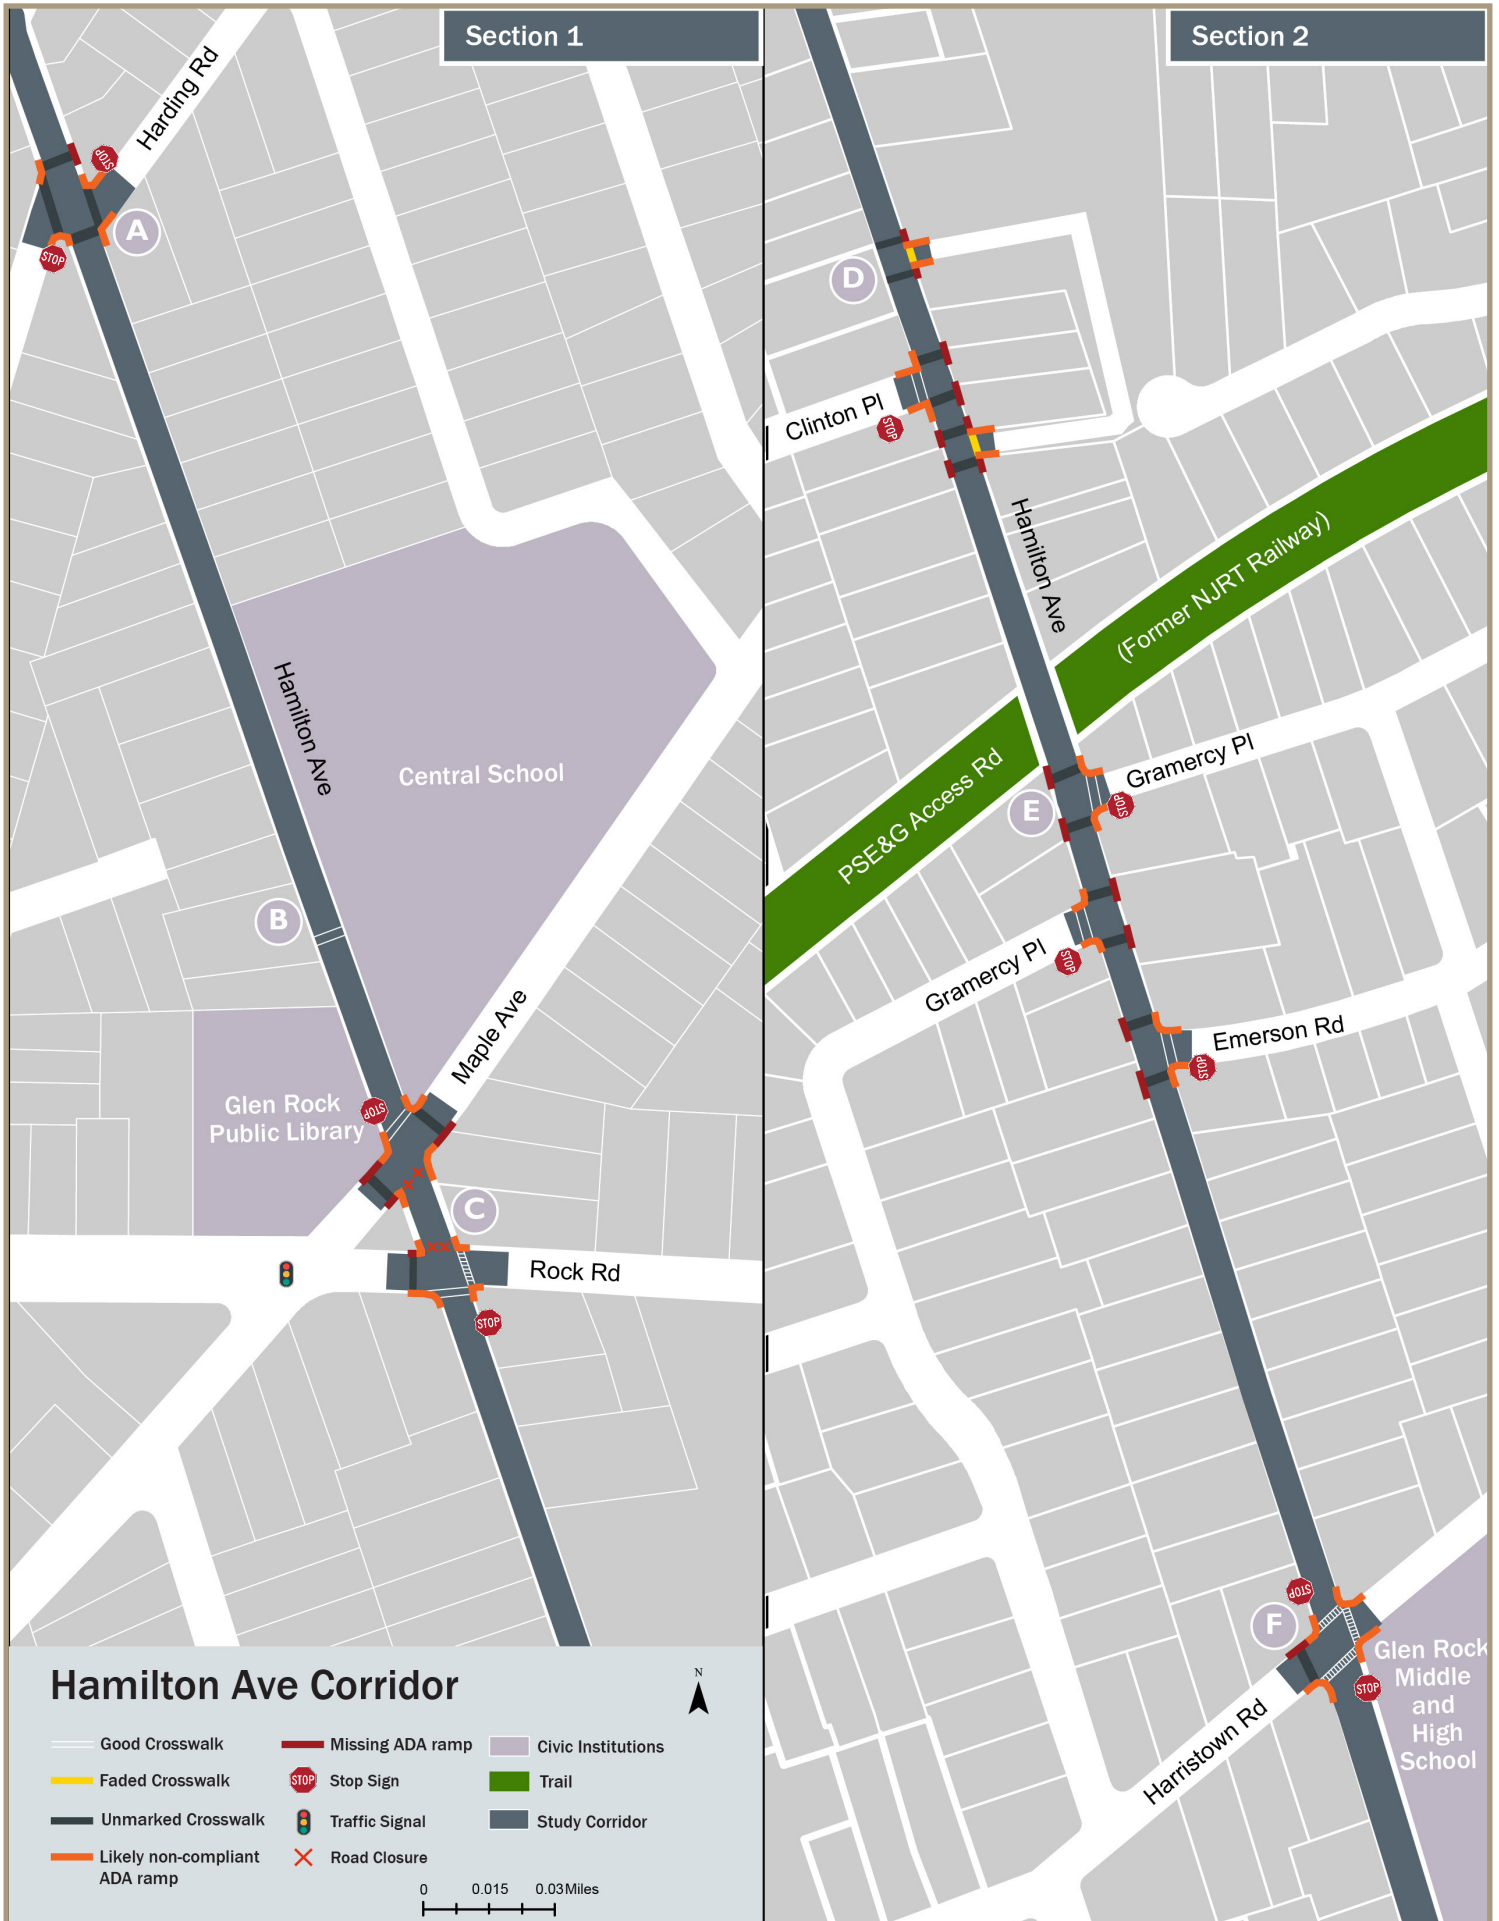 Section 1
Harding Rd
STOP
A
STOP
Hamilton Ave
Central School
B
Maple Ave
Glen Rock
Public Library
STOP
C
Rock Rd
STOP
Section 2
D
Clinton Pl
STOP
Hamilton Ave
(Former NJRT Railway)
PSE&G Access Rd
Gramercy Pl
E
STOP
Gramercy Pl
STOP
Emerson Rd
STOP
STOP
F
Glen Rock
Middle
and
High
School
STOP
Harristown Rd
Hamilton Ave Corridor
N
Good Crosswalk
Faded Crosswalk
Unmarked Crosswalk
Likely non-compliant
ADA ramp
Missing ADA ramp
STOP Stop Sign
Traffic Signal
Road Closure
Civic Institutions
Trail
Study Corridor
0 0.015 0.03 Miles